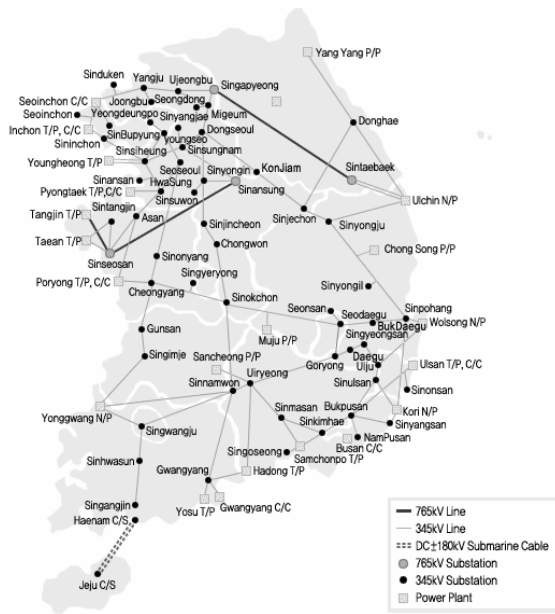 Yang Yang P/P
Sinduken
Yangju
Ujeongbu
Singapyeong
Seoinchon C/C
Joongbu
Seongdong
Seoinchon
Yeongdeungpo
Sinyangjae
Migeum
Donghae
Inchon T/P, C/C
SinBupyung
youngseo
Dongseoul
Sininchon
Sinsiheung
Sinsungnam
Sintaebaek
Youngheung T/P
Seoseoul
Sinyongin
KonJiam
Sinansan
HwaSung
Sinansung
Ulchin N/P
Pyongtaek T/P,C/C
Sinsuwon
Sinjechon
Sinyongju
Tangjin T/P
Sintangjin
Asan
Sinjincheon
Taean T/P
Chongwon
Chong Song P/P
Sinseosan
Sinonyang
Singyeryong
Sinyongil
Poryong T/P, C/C
Cheongyang
Sinokchon
Seonsan
Seodaegu
Sinpohang
BukDaegu
Wolsong N/P
Gunsan
Muju P/P
Singyeongsan
Singimje
Sancheong P/P
Daegu
Ulsan T/P, C/C
Goryong
Ulju
Uiryeong
Sinulsan
Sinonsan
Sinnamwon
Yonggwang N/P
Sinmasan
Bukpusan
Kori N/P
Singwangju
Sinkimhae
Sinyangsan
Singoseong
NamPusan
Busan C/C
Sinhwasun
Gwangyang
Hadong T/P
Samchonpo T/P
Singangjin
Yosu T/P
Gwangyang C/C
Haenam C/S
Jeju C/S
765kV Line
345kV Line
DC±180kV Submarine Cable
765kV Substation
345kV Substation
Power Plant